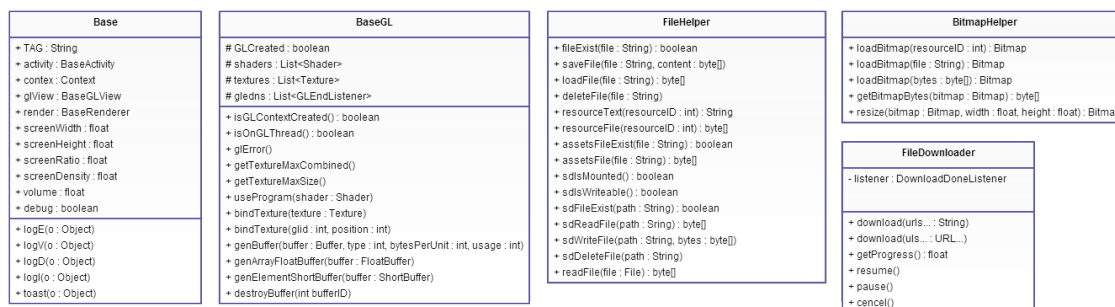 Base
+ TAG : String
+ activity : BaseActivity
+ contex : Context
+ glView : BaseGLView
+ render : BaseRenderer
+ screenWidth : float
+ screenHeight : float
+ screenRatio : float
+ screenDensity : float
+ volume : float
+ debug : boolean
+ logE(o : Object)
+ logV(o : Object)
+ logD(o : Object)
+ logI(o : Object)
+ toast(o : Object)
BaseGL
# GLCreated : boolean
# shaders : List<Shader>
# textures : List<Texture>
# gledns : List<GLEndListener>
+ isGLContextCreated() : boolean
+ isOnGLThread() : boolean
+ glError()
+ getTextureMaxCombined()
+ getTextureMaxSize()
+ useProgram(shader : Shader)
+ bindTexture(texture : Texture)
+ bindTexture(glid : int, position : int)
+ genBuffer(buffer : Buffer, type : int, bytesPerUnit : int, usage : int)
+ genArrayFloatBuffer(buffer : FloatBuffer)
+ genElementShortBuffer(buffer : ShortBuffer)
+ destroyBuffer(int bufferID)
FileHelper
+ fileExist(file : String) : boolean
+ saveFile(file : String, content : byte[])
+ loadFile(file : String) : byte[]
+ deleteFile(file : String)
+ resourceText(resourceID : int) : String
+ resourceFile(resourceID : int) : byte[]
+ assetsFileExist(file : String) : boolean
+ assetsFile(file : String) : byte[]
+ sdIsMounted() : boolean
+ sdIsWriteable() : boolean
+ sdFileExist(path : String) : boolean
+ sdReadFile(path : Sring) : byte[]
+ sdWriteFile(path : String, bytes : byte[])
+ sdDeleteFile(path : String)
+ readFile(file : File) : byte[]
BitmapHelper
+ loadBitmap(resourceID : int) : Bitmap
+ loadBitmap(file : String) : Bitmap
+ loadBitmap(bytes : byte[]) : Bitmap
+ getBitmapBytes(bitmap : Bitmap) : byte[]
+ resize(bitmap : Bitmap, width : float, height : float) : Bitma
FileDownloader
- listener : DownloadDoneListener
+ download(urls... : String)
+ download(uls... : URL...)
+ getProgress() : float
+ resume()
+ pause()
+ cencel()